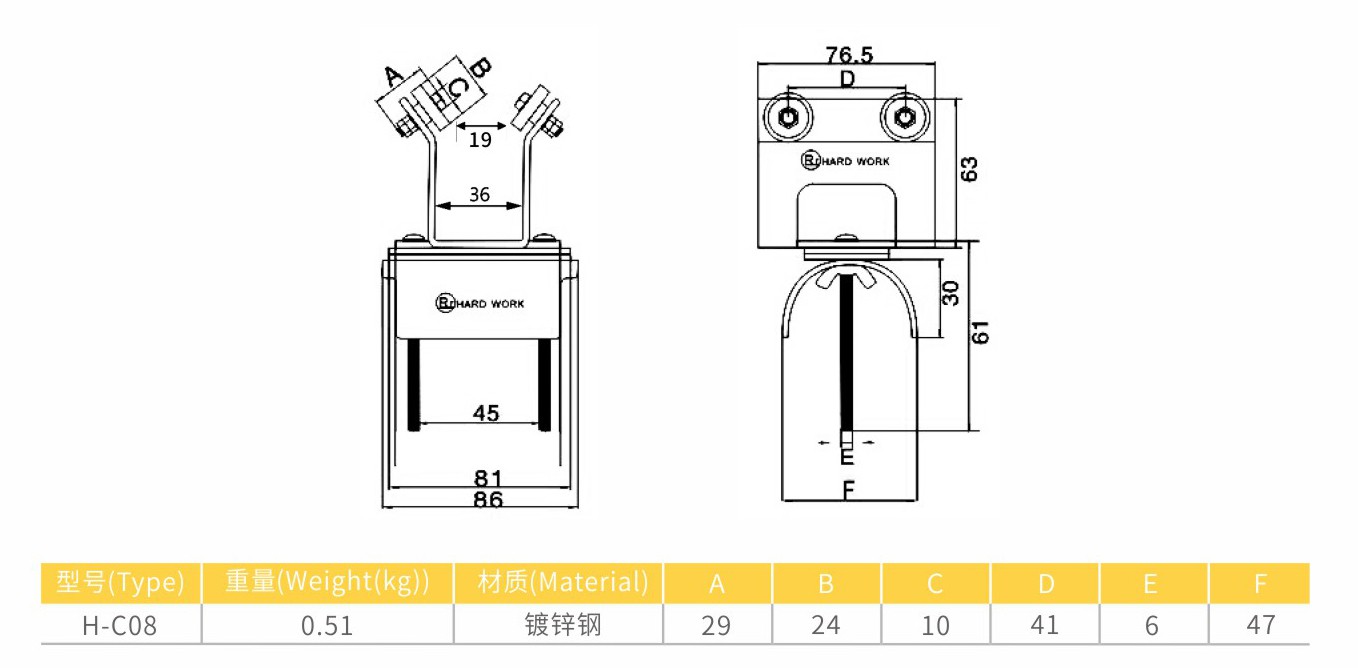 A
B
C
19
36
R HARD WORK
45
81
86
76.5
D
R HARD WORK
63
30
61
E
F
型号(Type) 重量(Weight(kg)) 材质(Material) A B C D E F
H-C08 0.51 镀锌钢 29 24 10 41 6 47